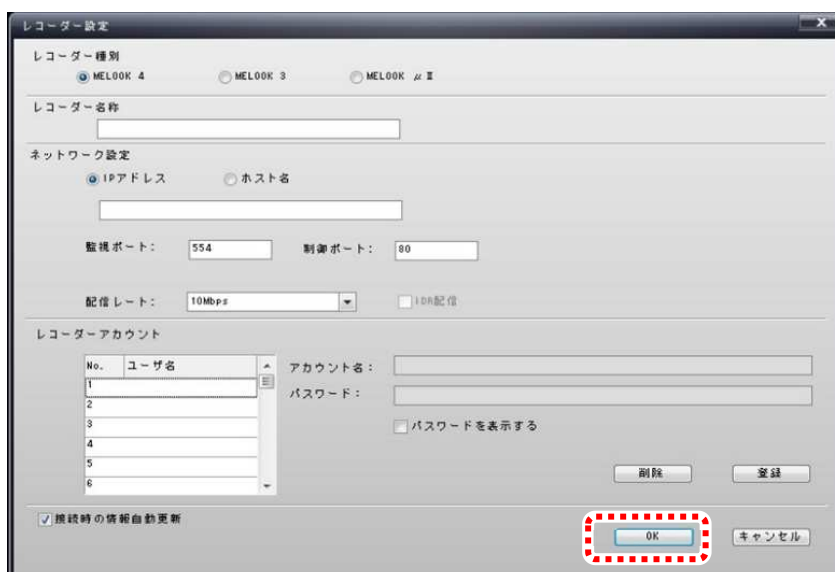 レコーダー設定
レコーダー種別
MELOOK 4 MELOOK 3 MELOOK μⅡ
レコーダー名称
ネットワーク設定
IPアドレス ホスト名
監視ポート： 554 制御ポート： 80
配信レート： 10Mbps IDR配信
レコーダーアカウント
No. ユーザ名
1
2
3
4
5
6
アカウント名：
パスワード：
パスワードを表示する
削除 登録
接続時の情報自動更新
OK キャンセル